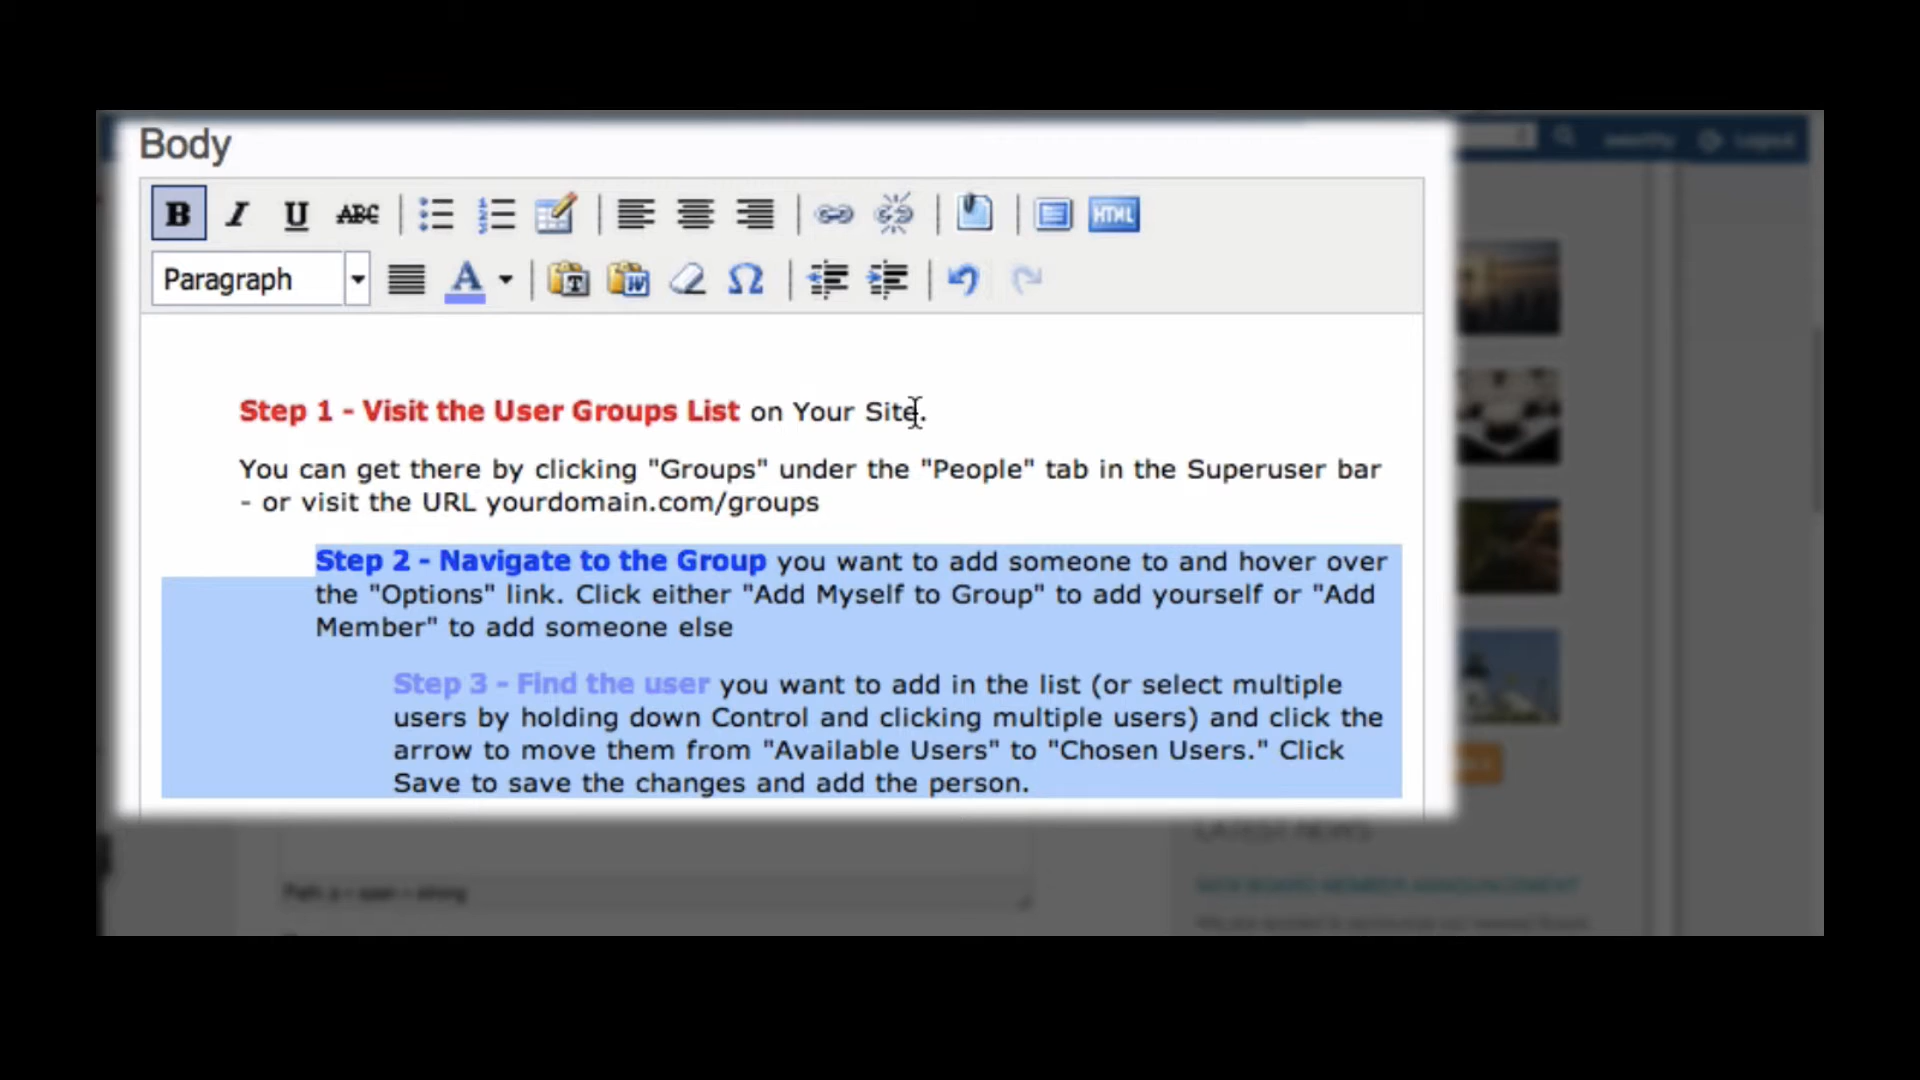 Body
B I U ABC HTML
Paragraph A T W Ω
Step 1 - Visit the User Groups List on Your Site.
You can get there by clicking "Groups" under the "People" tab in the Superuser bar
- or visit the URL yourdomain.com/groups
Step 2 - Navigate to the Group you want to add someone to and hover over
the "Options" link. Click either "Add Myself to Group" to add yourself or "Add
Member" to add someone else
Step 3 - Find the user you want to add in the list (or select multiple
users by holding down Control and clicking multiple users) and click the
arrow to move them from "Available Users" to "Chosen Users." Click
Save to save the changes and add the person.
Logout
LATEST NEWS